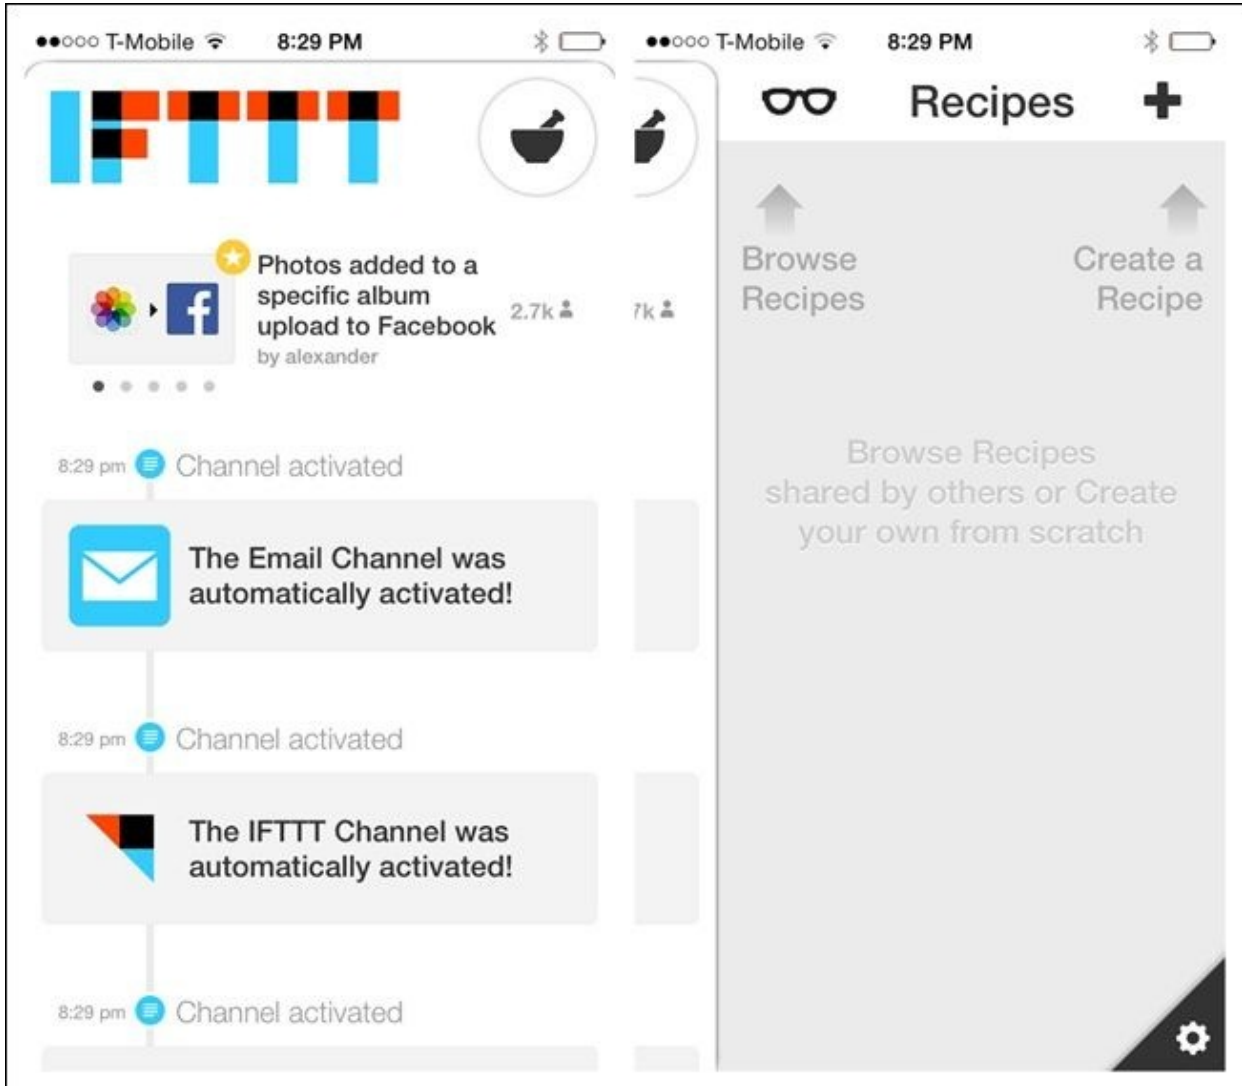 T-Mobile 8:29 PM
IFTTT
Photos added to a
specific album
upload to Facebook
by alexander
2.7k
8:29 pm Channel activated
The Email Channel was
automatically activated!
8:29 pm Channel activated
The IFTTT Channel was
automatically activated!
8:29 pm Channel activated
T-Mobile 8:29 PM
Recipes
7k
Browse
Recipes
Create a
Recipe
Browse Recipes
shared by others or Create
your own from scratch